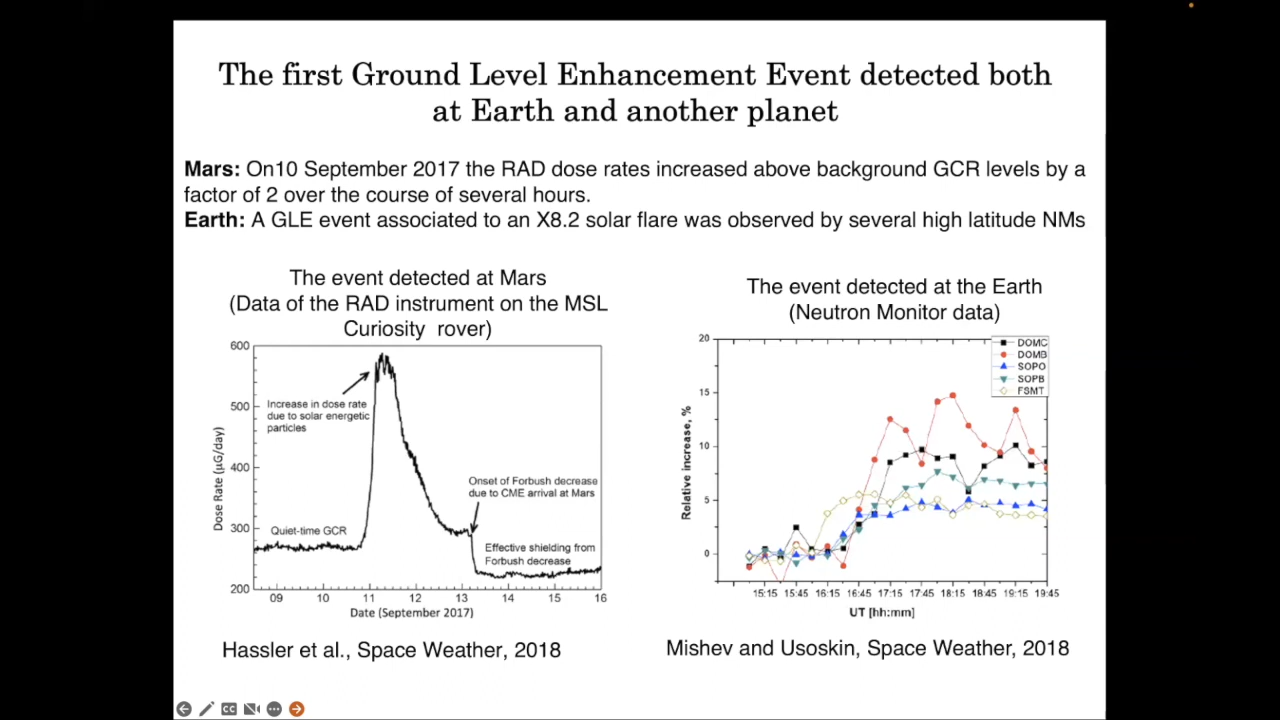 The first Ground Level Enhancement Event detected both
at Earth and another planet
Mars: On10 September 2017 the RAD dose rates increased above background GCR levels by a
factor of 2 over the course of several hours.
Earth: A GLE event associated to an X8.2 solar flare was observed by several high latitude NMs
The event detected at Mars
(Data of the RAD instrument on the MSL
Curiosity rover)
600
500
400
300
200
Dose Rate (μG/day)
Increase in dose rate
due to solar energetic
particles
Quiet-time GCR
Onset of Forbush decrease
due to CME arrival at Mars
Effective shielding from
Forbush decrease
09 10 11 12 13 14 15 16
Date (September 2017)
Hassler et al., Space Weather, 2018
The event detected at the Earth
(Neutron Monitor data)
20
15
10
5
0
Relative increase, %
DOMC
DOMB
SOPO
SOPB
FSMT
15:15 15:45 16:15 16:45 17:15 17:45 18:15 18:45 19:15 19:45
UT [hh:mm]
Mishev and Usoskin, Space Weather, 2018
CC